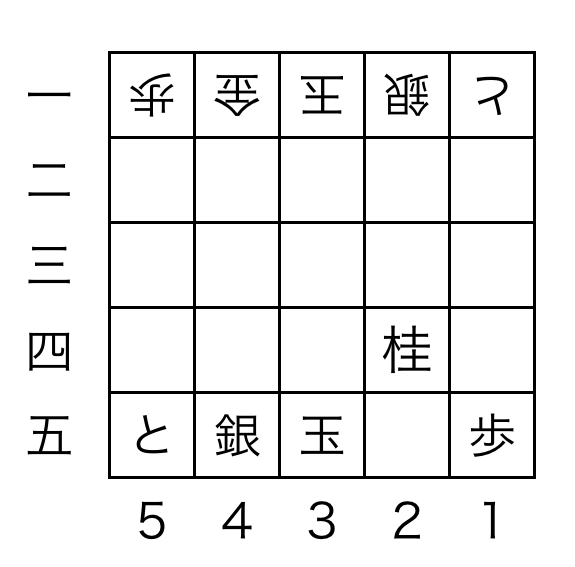 一 歩 金 玉 銀 と
二
三
四 桂
五 と 銀 玉 歩
5 4 3 2 1